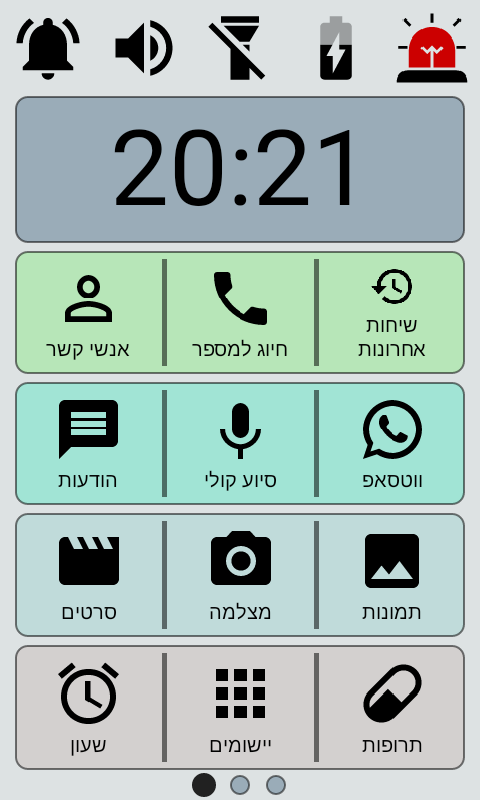 20:21
שיחות
אחרונות
חיוג למספר
אנשי קשר
ווטסאפ
סיוע קולי
הודעות
תמונות
מצלמה
סרטים
תרופות
יישומים
שעון